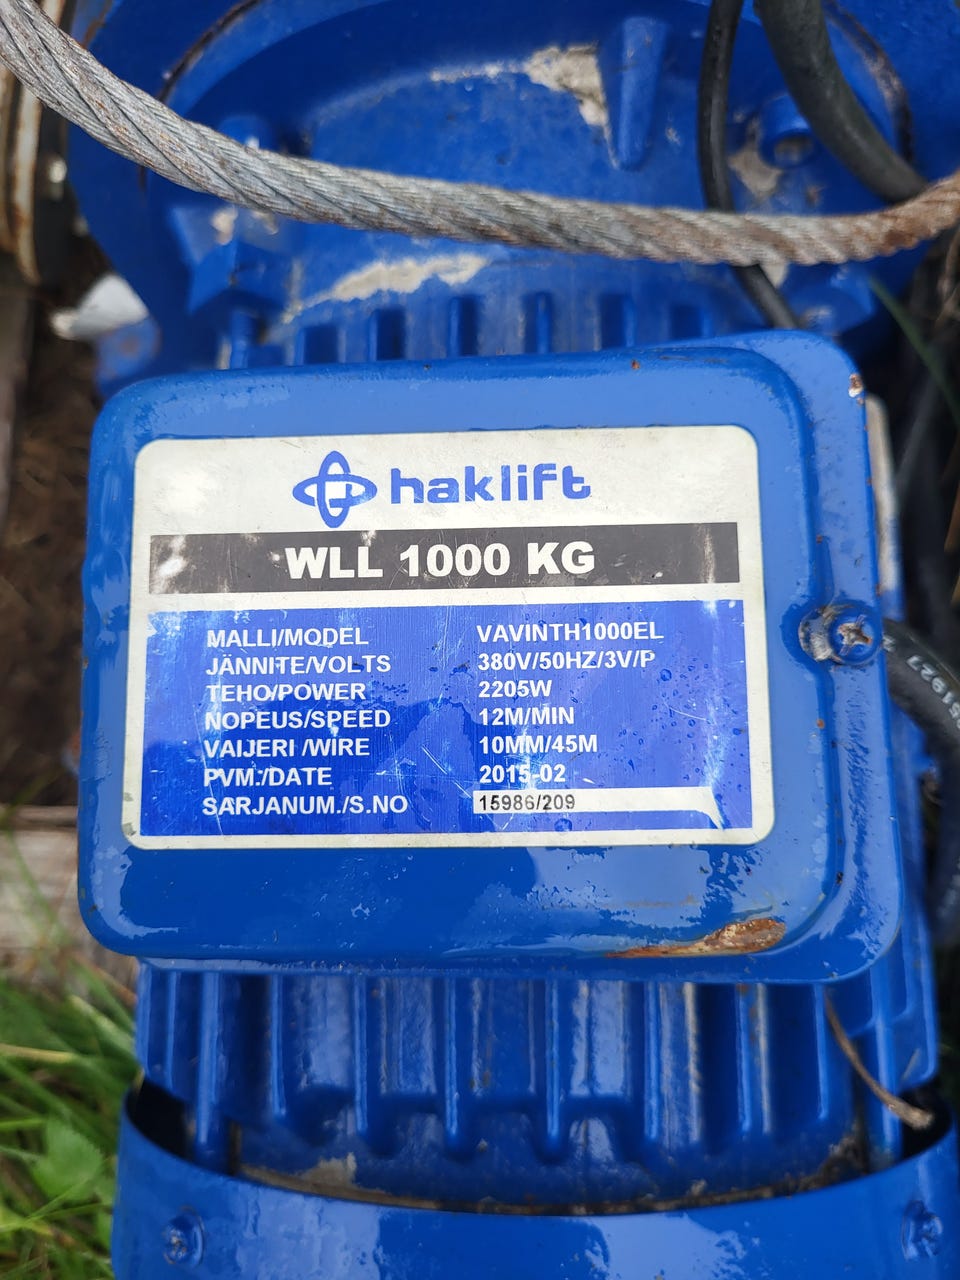 haklift
WLL 1000 KG
MALLI/MODEL VAVINTH1000EL
JÄNNITE/VOLTS 380V/50HZ/3V/P
TEHO/POWER 2205W
NOPEUS/SPEED 12M/MIN
VAIJERI /WIRE 10MM/45M
PVM./DATE 2015-02
SARJANUM./S.NO 15986/209